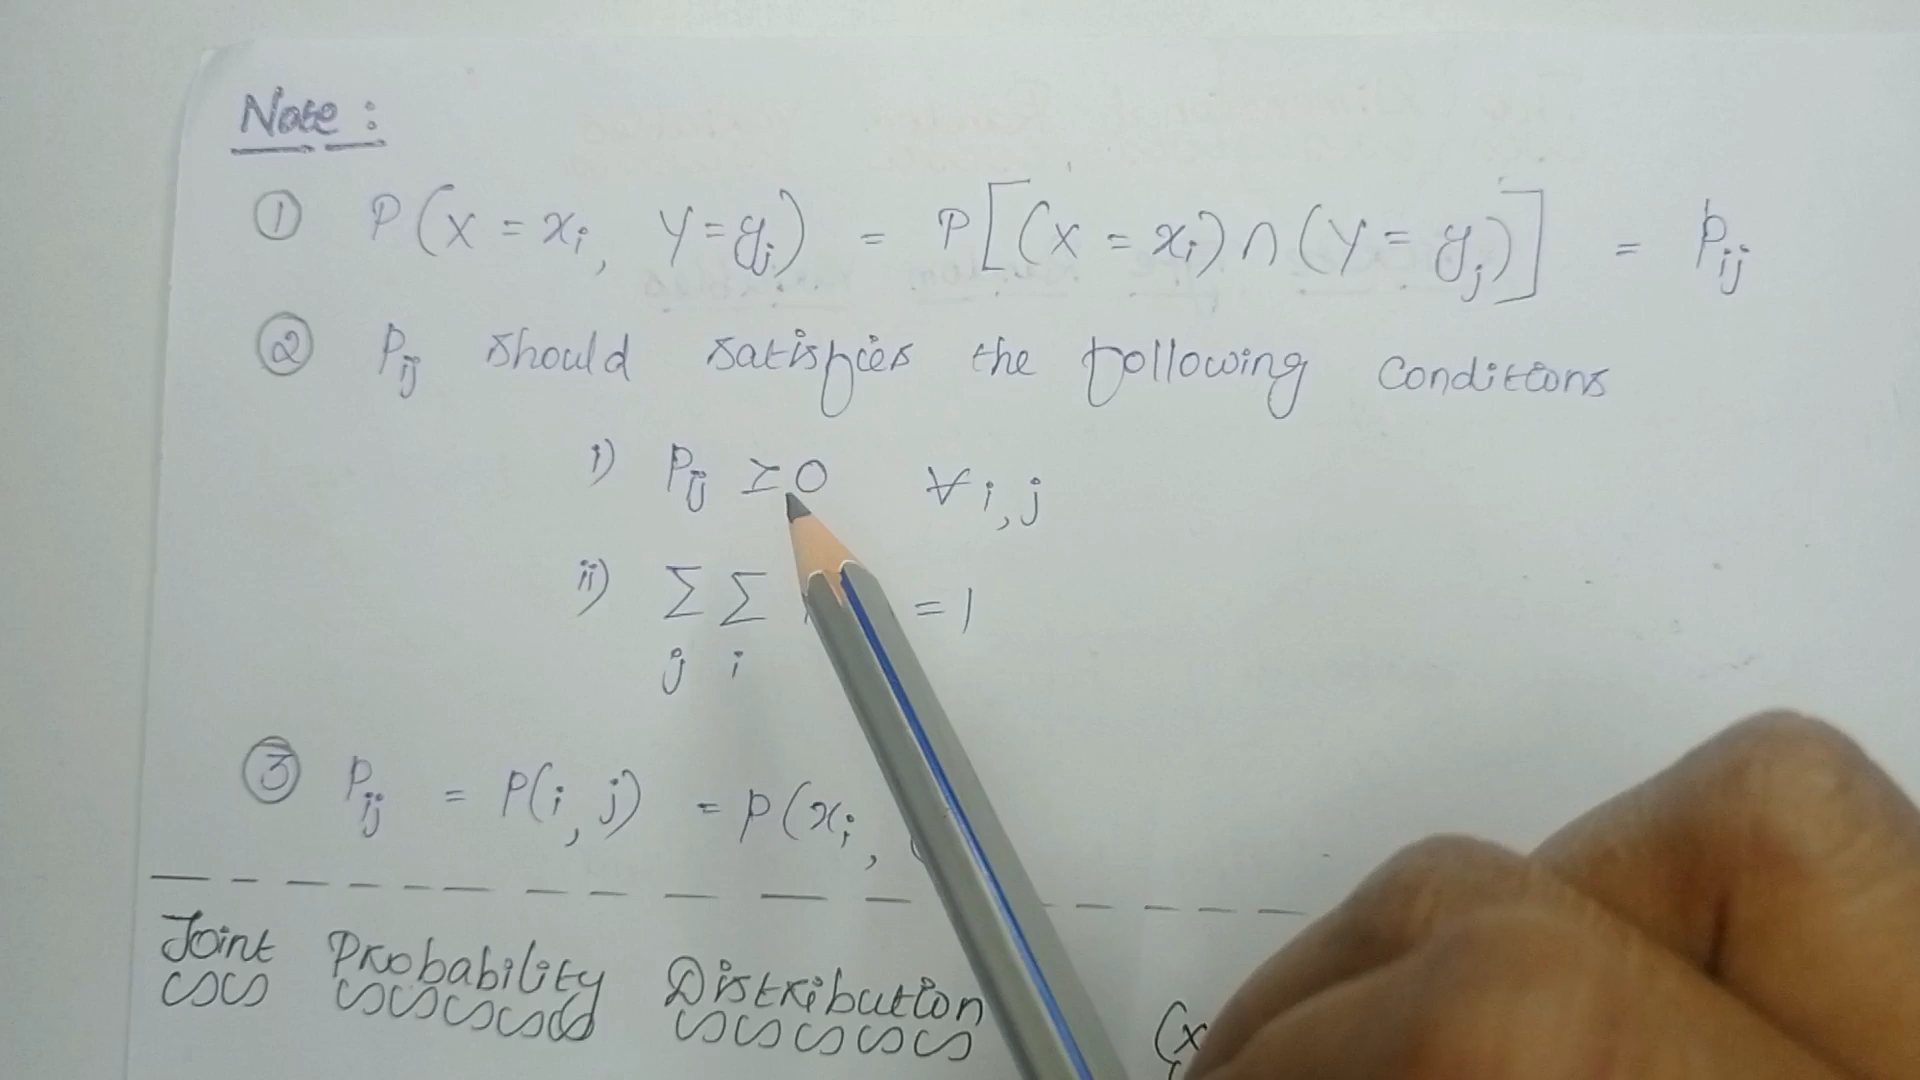 Note :
① P(X = xi, Y = yj) = P[(X = xi) ∩ (Y = yj)] = Pij
② Pij should satisfies the following conditions
i) Pij ≥ 0 ∀ i, j
ii) Σ Σ = 1
j i
③ Pij = P(i, j) = P(xi,
Joint Probability Distribution (X